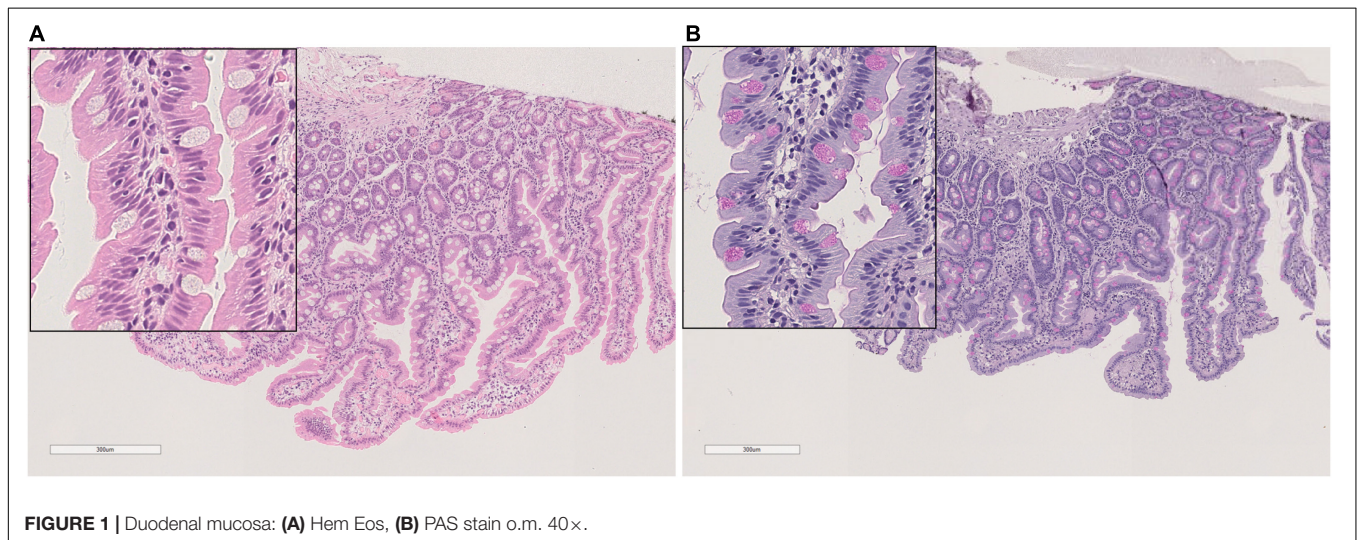 A
B
300um
300um
FIGURE 1 | Duodenal mucosa: (A) Hem Eos, (B) PAS stain o.m. 40×.